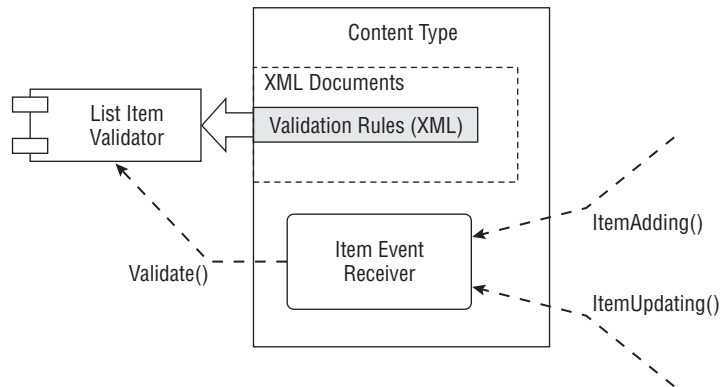 Content Type
XML Documents
List Item
Validator
Validation Rules (XML)
ItemAdding()
Item Event
Receiver
Validate()
ItemUpdating()